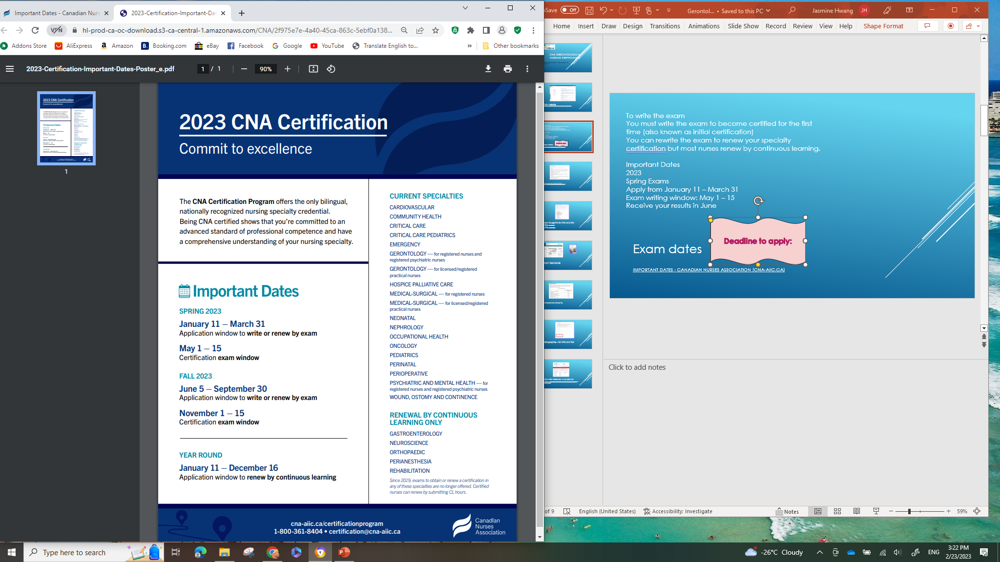 Important Dates - Canadian Nurs
2023-Certification-Important-Da
hl-prod-ca-oc-download.s3-ca-central-1.amazonaws.com/CNA/2f975e7e-4a40-45ca-863c-5ebf0a138...
Addons Store
AliExpress
Amazon
Booking.com
eBay
Facebook
Google
YouTube
Translate English to...
»
Other bookmarks
2023-Certification-Important-Dates-Poster_e.pdf
1 / 1
90%
1
2023 CNA Certification
Commit to excellence
The CNA Certification Program offers the only bilingual,
nationally recognized nursing specialty credential.
Being CNA certified shows that you're committed to an
advanced standard of professional competence and have
a comprehensive understanding of your nursing specialty.
Important Dates
SPRING 2023
January 11 – March 31
Application window to write or renew by exam
May 1 – 15
Certification exam window
FALL 2023
June 5 – September 30
Application window to write or renew by exam
November 1 – 15
Certification exam window
YEAR ROUND
January 11 – December 16
Application window to renew by continuous learning
CURRENT SPECIALTIES
CARDIOVASCULAR
COMMUNITY HEALTH
CRITICAL CARE
CRITICAL CARE PEDIATRICS
EMERGENCY
GERONTOLOGY — for registered nurses and
registered psychiatric nurses
GERONTOLOGY — for licensed/registered
practical nurses
HOSPICE PALLIATIVE CARE
MEDICAL-SURGICAL — for registered nurses
MEDICAL-SURGICAL — for licensed/registered
practical nurses
NEONATAL
NEPHROLOGY
OCCUPATIONAL HEALTH
ONCOLOGY
PEDIATRICS
PERINATAL
PERIOPERATIVE
PSYCHIATRIC AND MENTAL HEALTH — for
registered nurses and registered psychiatric nurses
WOUND, OSTOMY AND CONTINENCE
RENEWAL BY CONTINUOUS
LEARNING ONLY
GASTROENTEROLOGY
NEUROSCIENCE
ORTHOPAEDIC
PERIANESTHESIA
REHABILITATION
Since 2019, exams to obtain or renew a certification in
any of these specialties are no longer offered. Certified
nurses can renew by submitting CL hours.
cna-aiic.ca/certificationprogram
1-800-361-8404 • certification@cna-aiic.ca
Canadian
Nurses
Association
Save
Off
Gerontol... • Saved to this PC
Jasmine Hwang
JH
Home
Insert
Draw
Design
Transitions
Animations
Slide Show
Record
Review
View
Help
Shape Format
To write the exam
You must write the exam to become certified for the first
time (also known as initial certification)
You can rewrite the exam to renew your specialty
certification but most nurses renew by continuous learning.
Important Dates
2023
Spring Exams
Apply from January 11 – March 31
Exam writing window: May 1 – 15
Receive your results in June
Deadline to apply:
Exam dates
IMPORTANT DATES - CANADIAN NURSES ASSOCIATION (CNA-AIIC.CA)
Click to add notes
of 9
English (United States)
Accessibility: Investigate
Notes
59%
Type here to search
-26°C Cloudy
ENG
3:22 PM
2/23/2023